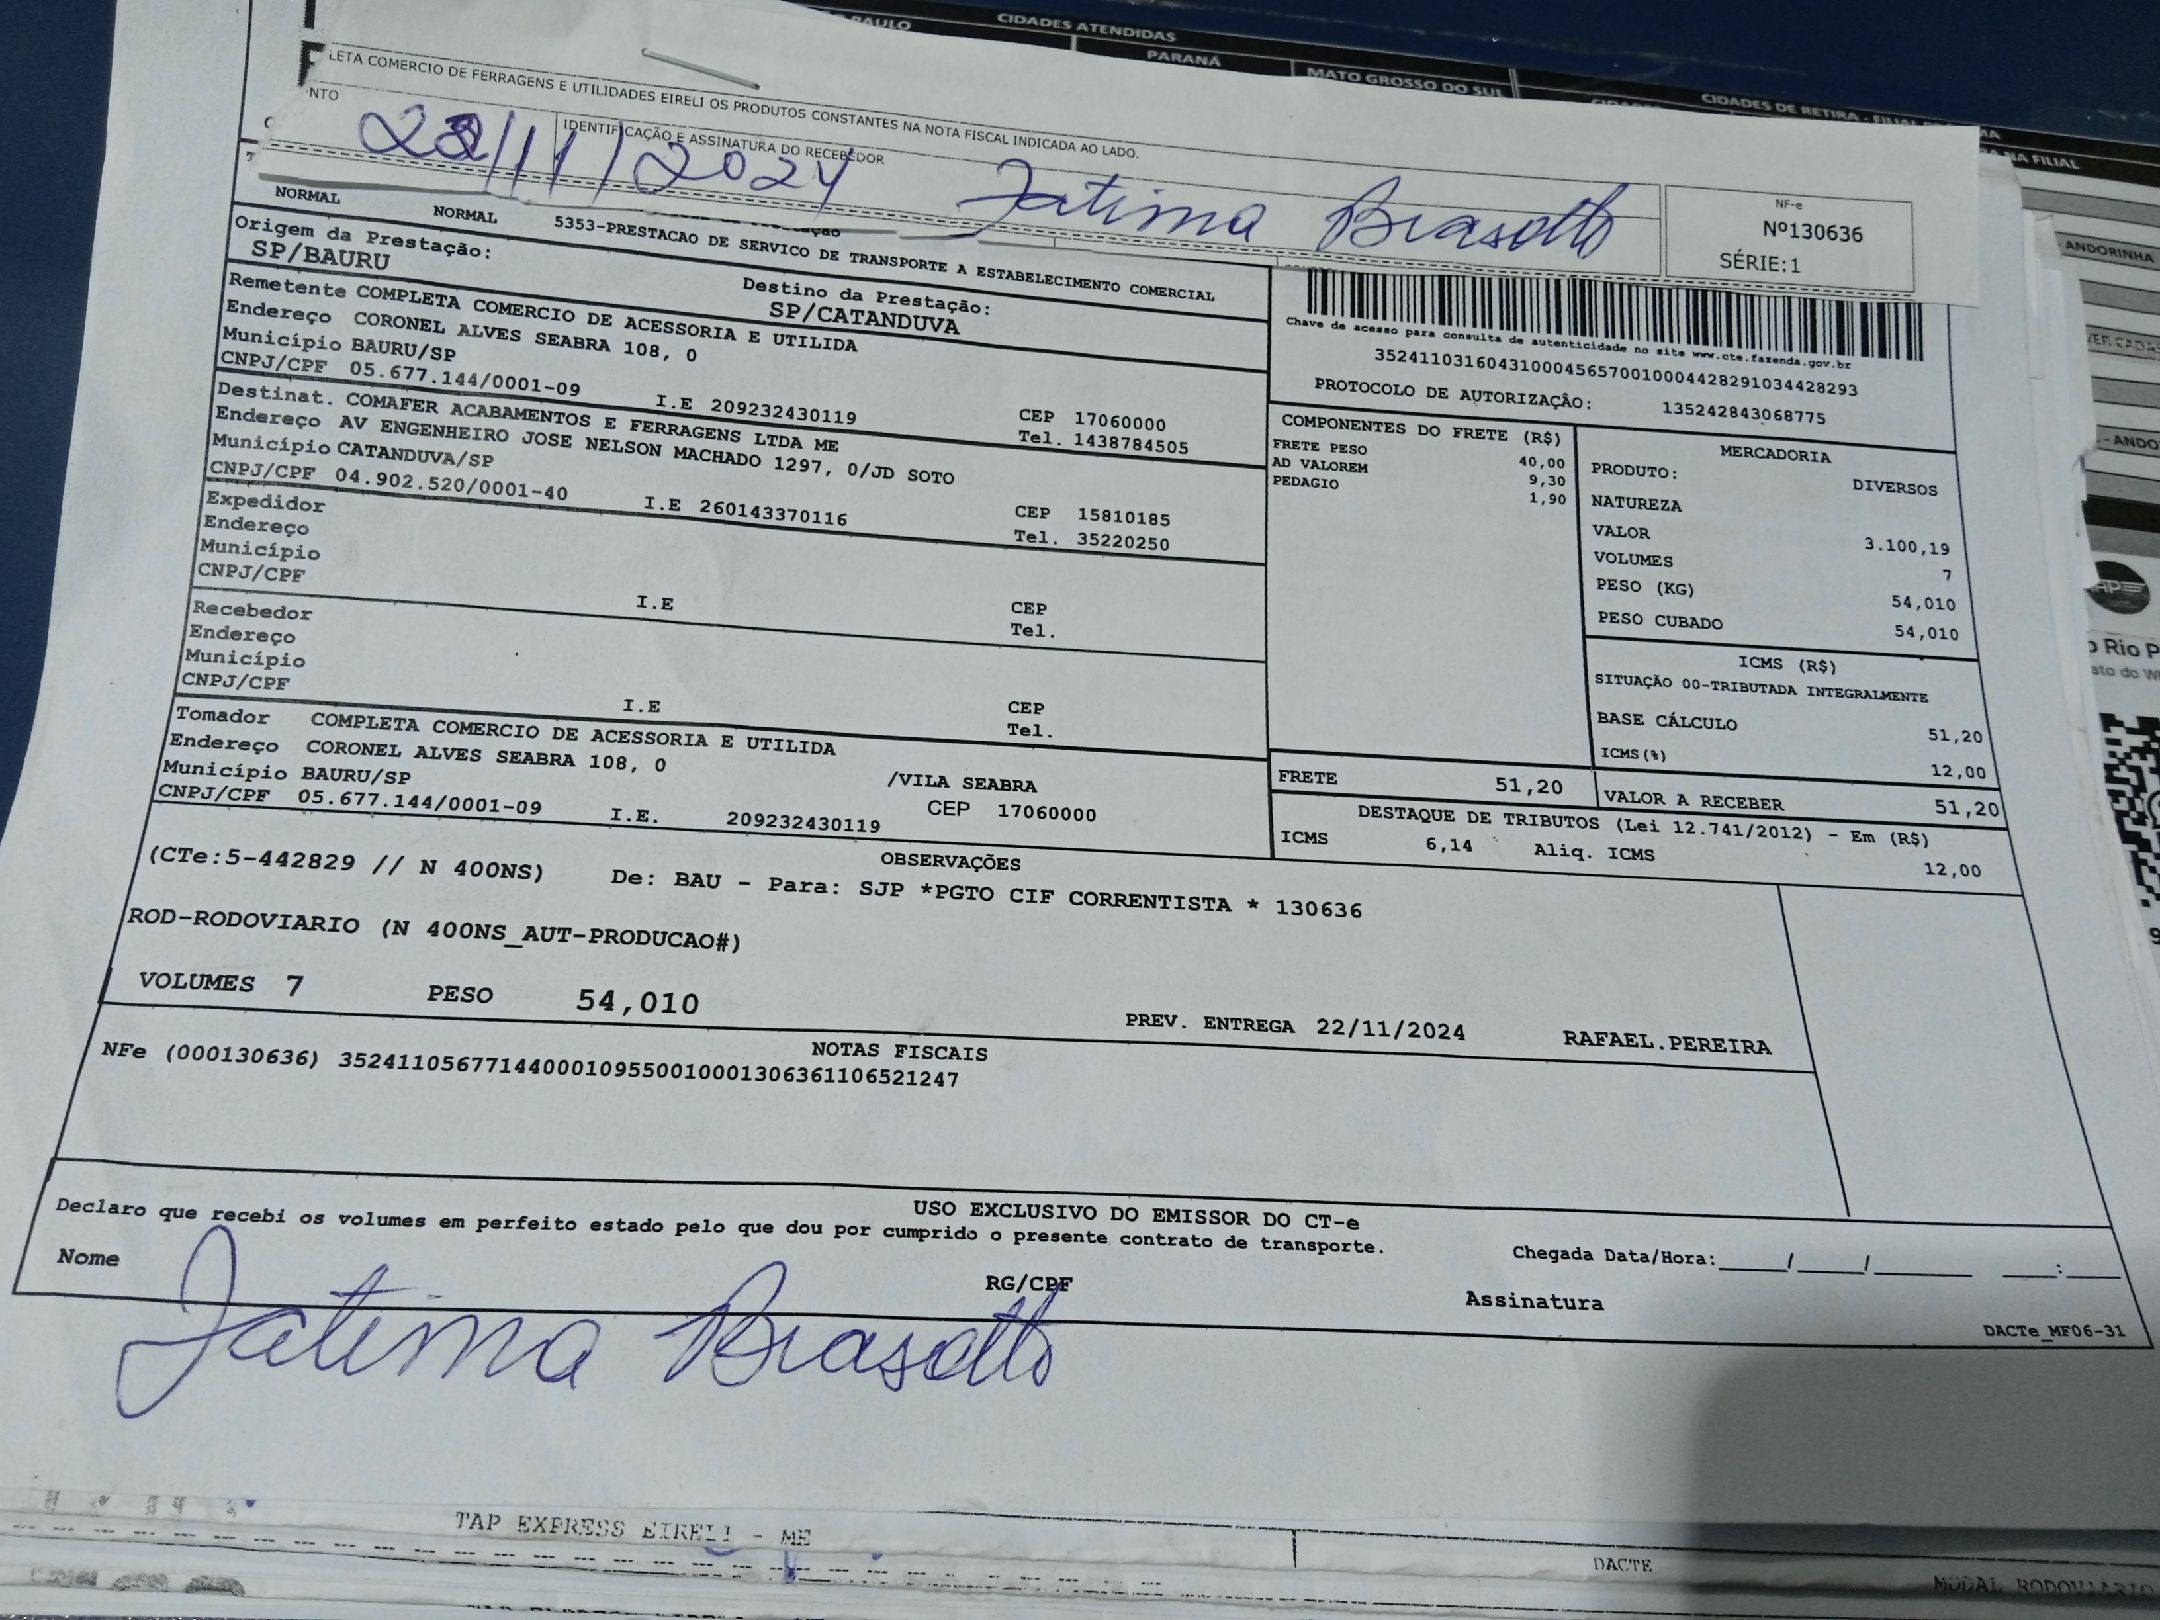 CIDADES ATENDIDAS
PARANÁ
MATO GROSSO DO SUL
CIDADES DE RETIRA - FILIAL
NA FILIAL
LETA COMERCIO DE FERRAGENS E UTILIDADES EIRELI OS PRODUTOS CONSTANTES NA NOTA FISCAL INDICADA AO LADO.
NTO
IDENTIFICAÇÃO E ASSINATURA DO RECEBEDOR
22/11/2024 Fatima Brasotto
NF-e
Nº130636
SÉRIE:1
NORMAL NORMAL 5353-PRESTACAO DE SERVICO DE TRANSPORTE A ESTABELECIMENTO COMERCIAL
Origem da Prestação:
SP/BAURU
Destino da Prestação:
SP/CATANDUVA
Remetente COMPLETA COMERCIO DE ACESSORIA E UTILIDA
Endereço CORONEL ALVES SEABRA 108, 0
Município BAURU/SP CEP 17060000
CNPJ/CPF 05.677.144/0001-09 I.E 209232430119 Tel. 1438784505
Destinat. COMAFER ACABAMENTOS E FERRAGENS LTDA ME
Endereço AV ENGENHEIRO JOSE NELSON MACHADO 1297, 0/JD SOTO
Município CATANDUVA/SP CEP 15810185
CNPJ/CPF 04.902.520/0001-40 I.E 260143370116 Tel. 35220250
Expedidor
Endereço
Município CEP
CNPJ/CPF I.E Tel.
Recebedor
Endereço
Município CEP
CNPJ/CPF I.E Tel.
Tomador COMPLETA COMERCIO DE ACESSORIA E UTILIDA
Endereço CORONEL ALVES SEABRA 108, 0 /VILA SEABRA
Município BAURU/SP CEP 17060000
CNPJ/CPF 05.677.144/0001-09 I.E. 209232430119
Chave de acesso para consulta de autenticidade no site www.cte.fazenda.gov.br
35241103160431000456570010004428291034428293
PROTOCOLO DE AUTORIZAÇÃO: 135242843068775
COMPONENTES DO FRETE (R$)
FRETE PESO 40,00
AD VALOREM 9,30
PEDAGIO 1,90
MERCADORIA
PRODUTO: DIVERSOS
NATUREZA
VALOR 3.100,19
VOLUMES 7
PESO (KG) 54,010
PESO CUBADO 54,010
ICMS (R$)
SITUAÇÃO 00-TRIBUTADA INTEGRALMENTE
BASE CÁLCULO 51,20
ICMS(%) 12,00
FRETE 51,20 VALOR A RECEBER 51,20
DESTAQUE DE TRIBUTOS (Lei 12.741/2012) - Em (R$)
ICMS 6,14 Aliq. ICMS 12,00
OBSERVAÇÕES
(CTe:5-442829 // N 400NS) De: BAU - Para: SJP *PGTO CIF CORRENTISTA * 130636
ROD-RODOVIARIO (N 400NS_AUT-PRODUCAO#)
VOLUMES 7 PESO 54,010 PREV. ENTREGA 22/11/2024 RAFAEL.PEREIRA
NOTAS FISCAIS
NFe (000130636) 35241105677144000109550010001306361106521247
USO EXCLUSIVO DO EMISSOR DO CT-e
Declaro que recebi os volumes em perfeito estado pelo que dou por cumprido o presente contrato de transporte.
Chegada Data/Hora:_____/_____/_______ ____:____
Nome RG/CPF Assinatura
Fatima Brasotto
DACTe_MF06-31
TAP EXPRESS EIRELI - ME
DACTE
MODAL RODOVIÁRIO
ANDORINHA